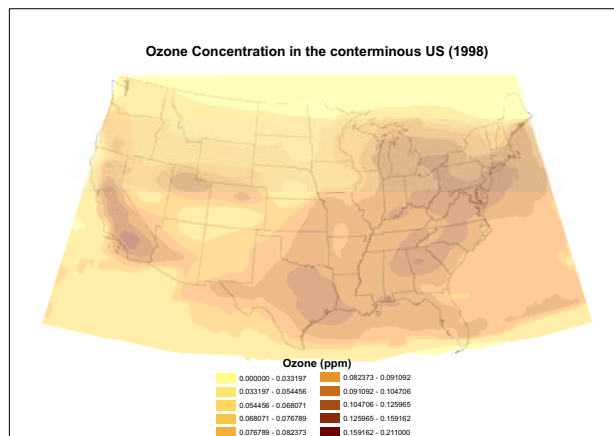 Ozone Concentration in the conterminous US (1998)
Ozone (ppm)
0.000000 - 0.033197
0.033197 - 0.054456
0.054456 - 0.068071
0.068071 - 0.076789
0.076789 - 0.082373
0.082373 - 0.091092
0.091092 - 0.104706
0.104706 - 0.125965
0.125965 - 0.159162
0.159162 - 0.211000